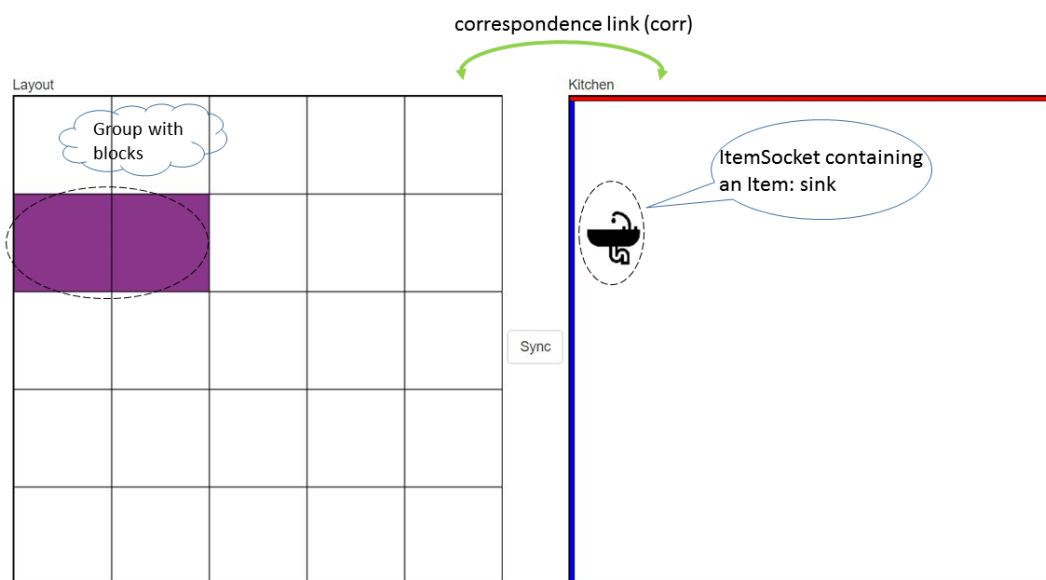 correspondence link (corr)
Layout
Kitchen
Group with
blocks
ItemSocket containing
an Item: sink
Sync